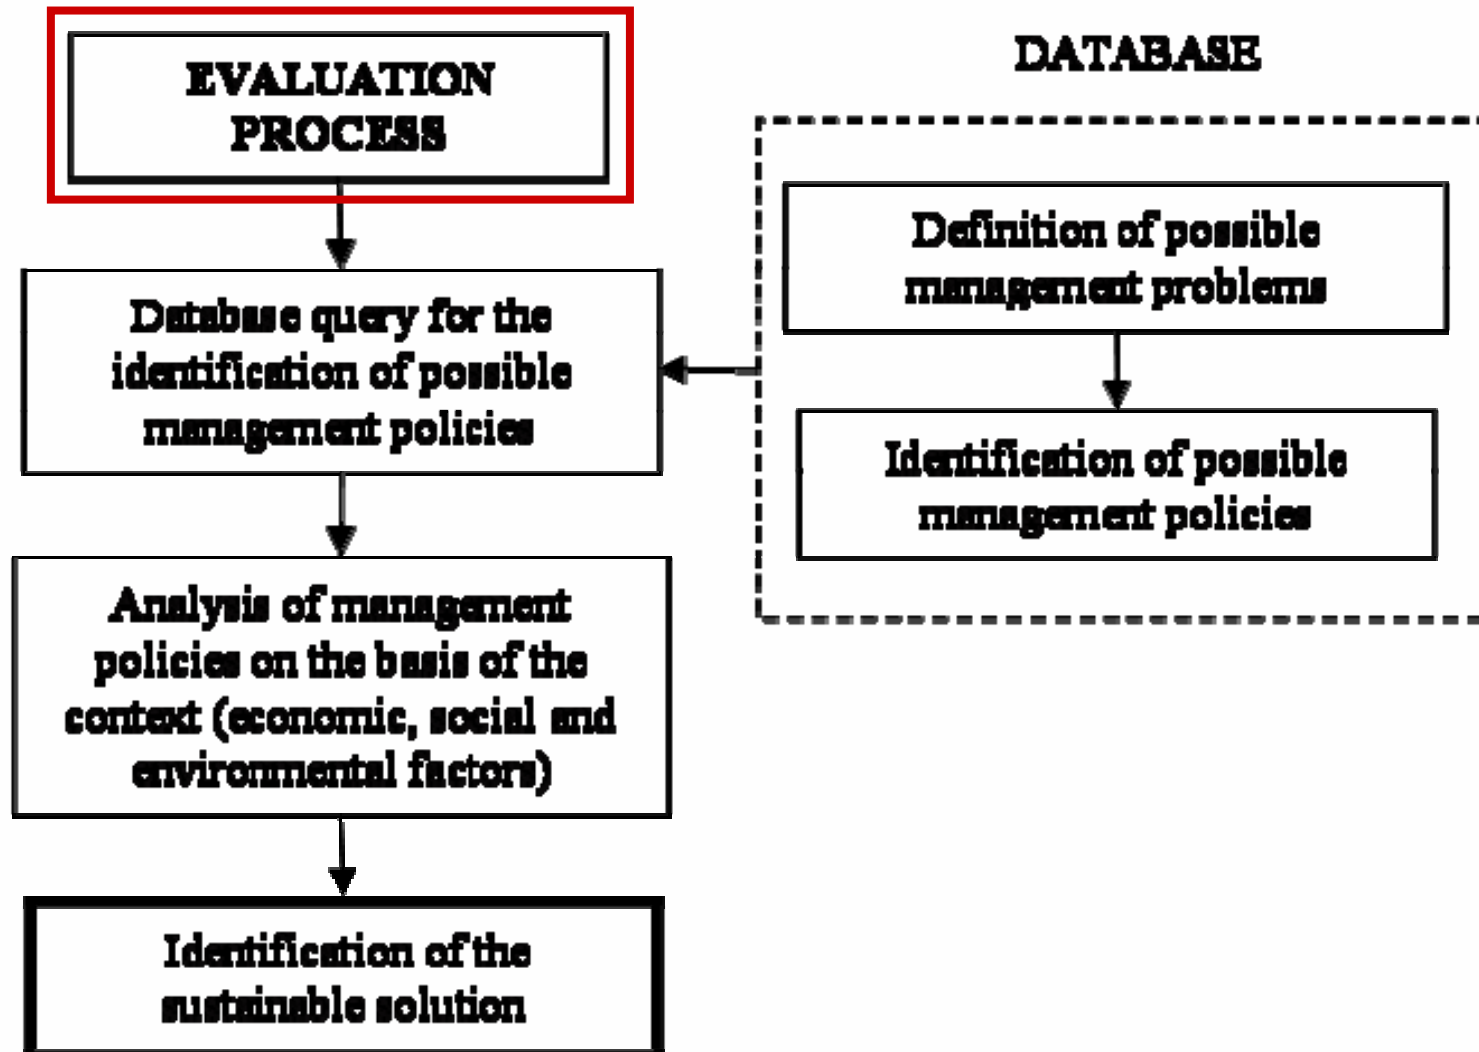 EVALUATION
PROCESS
Database query for the
identification of possible
management policies
Analysis of management
policies on the basis of the
context (economic, social and
environmental factors)
Identification of the
sustainable solution
DATABASE
Definition of possible
management problems
Identification of possible
management policies